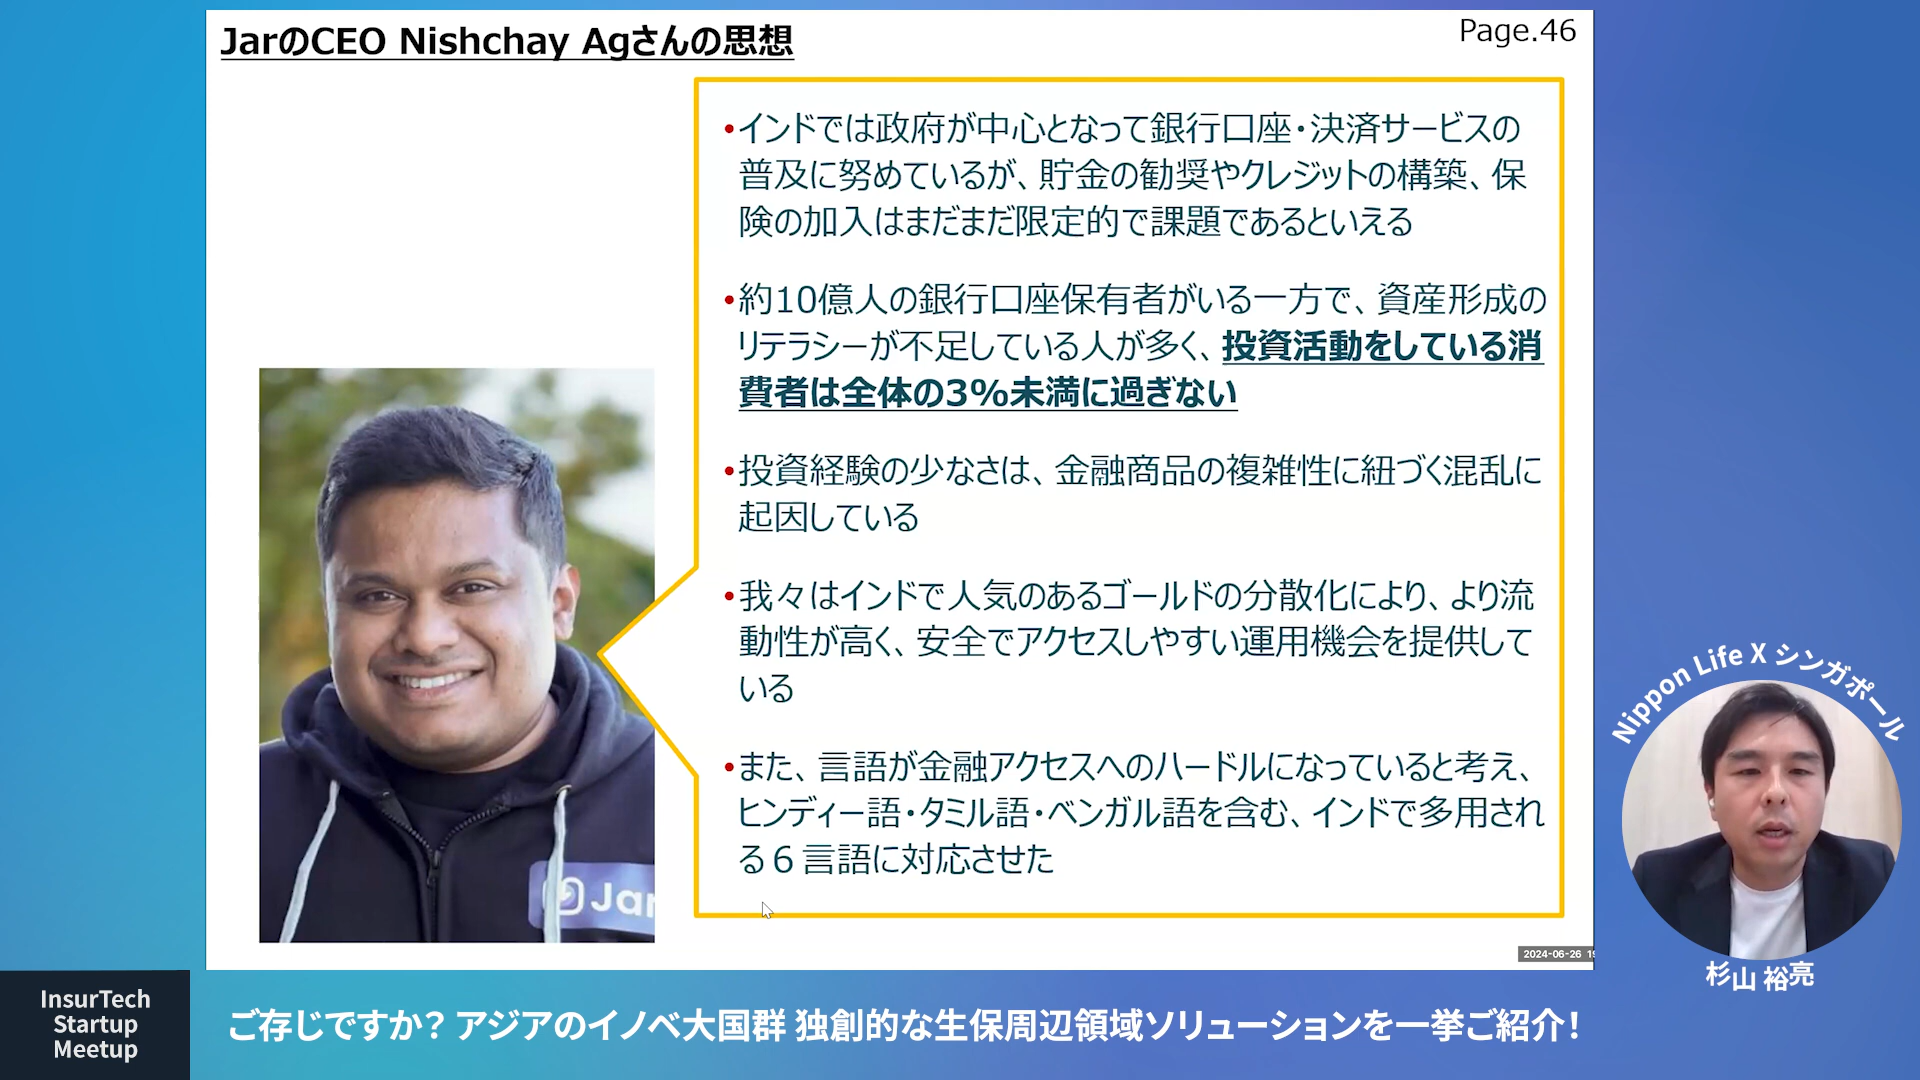 JarのCEO Nishchay Agさんの思想
Page.46
•インドでは政府が中心となって銀行口座・決済サービスの
普及に努めているが、貯金の勧奨やクレジットの構築、保
険の加入はまだまだ限定的で課題であるといえる
•約10億人の銀行口座保有者がいる一方で、資産形成の
リテラシーが不足している人が多く、投資活動をしている消
費者は全体の3%未満に過ぎない
•投資経験の少なさは、金融商品の複雑性に紐づく混乱に
起因している
•我々はインドで人気のあるゴールドの分散化により、より流
動性が高く、安全でアクセスしやすい運用機会を提供して
いる
•また、言語が金融アクセスへのハードルになっていると考え、
ヒンディー語・タミル語・ベンガル語を含む、インドで多用され
る6言語に対応させた
Jar
2024-06-26
Nippon Life X シンガポール
杉山 裕亮
InsurTech
Startup
Meetup
ご存じですか？ アジアのイノベ大国群 独創的な生保周辺領域ソリューションを一挙ご紹介！